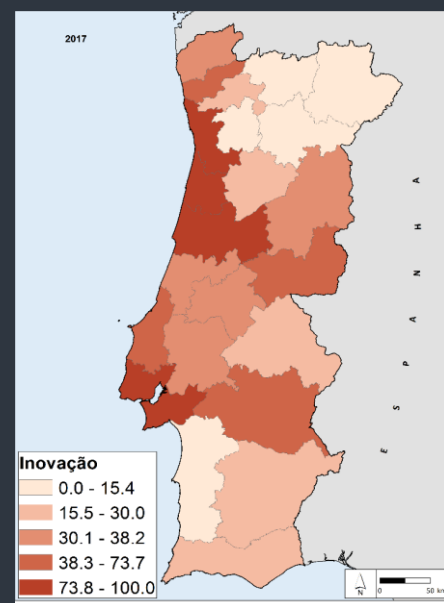 2017
ESPANHA
Inovação
0.0 - 15.4
15.5 - 30.0
30.1 - 38.2
38.3 - 73.7
73.8 - 100.0
N
0 50 km